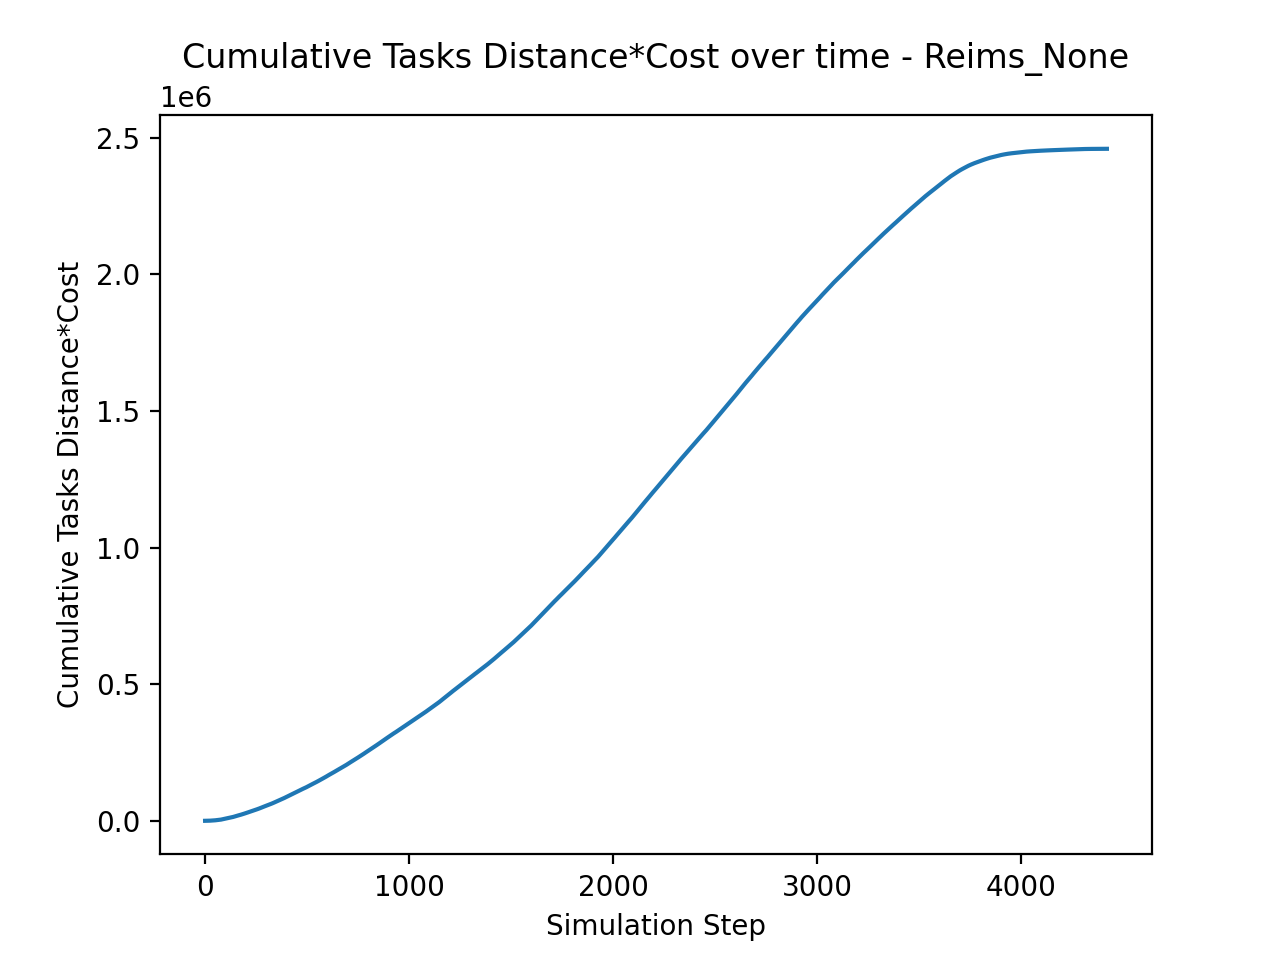 Cumulative Tasks Distance*Cost over time - Reims_None
1e6
2.5
2.0
1.5
1.0
0.5
0.0
Cumulative Tasks Distance*Cost
0 1000 2000 3000 4000
Simulation Step